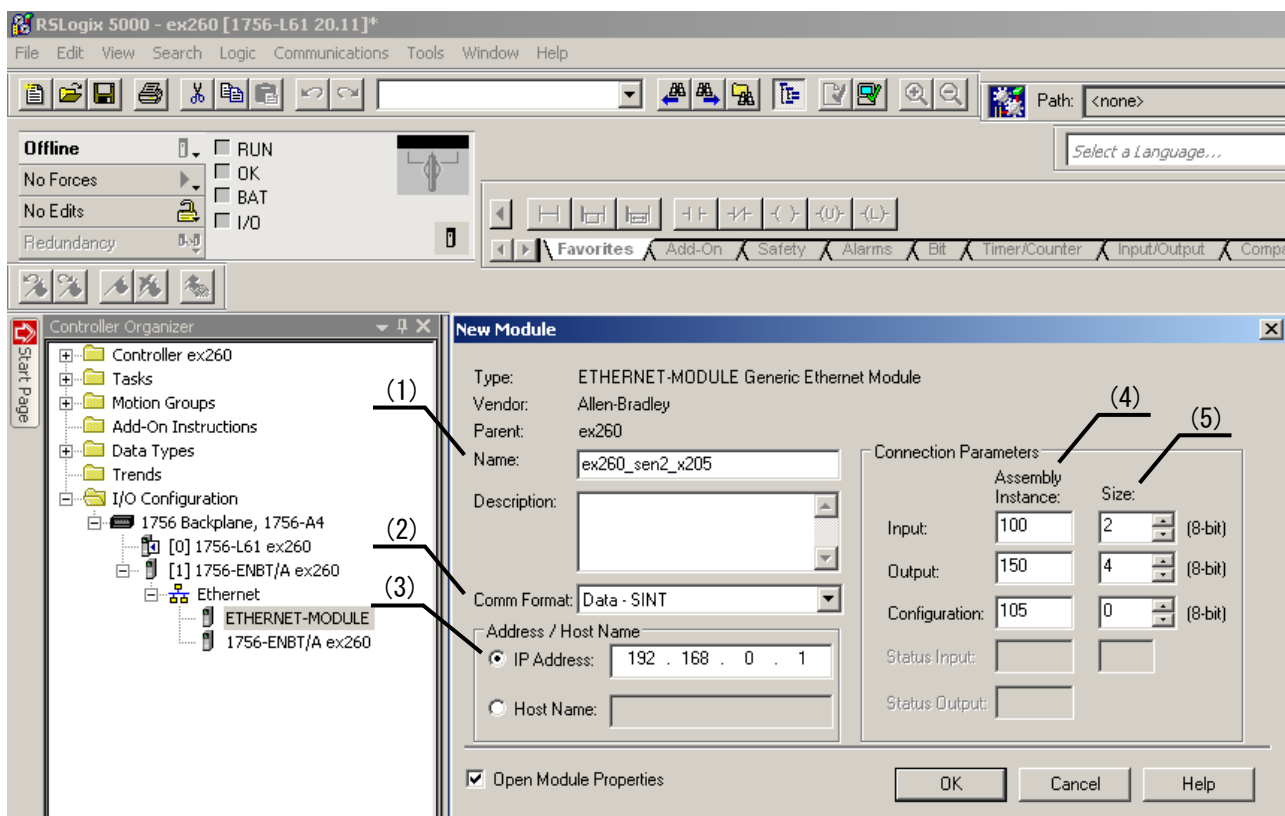 RSLogix 5000 - ex260 [1756-L61 20.11]*
File Edit View Search Logic Communications Tools Window Help
Path: <none>
Offline
RUN
No Forces
OK
BAT
No Edits
I/O
Redundancy
Select a Language...
Favorites Add-On Safety Alarms Bit Timer/Counter Input/Output Compa
Start Page
Controller Organizer
Controller ex260
Tasks
Motion Groups
Add-On Instructions
Data Types
Trends
I/O Configuration
1756 Backplane, 1756-A4
[0] 1756-L61 ex260
[1] 1756-ENBT/A ex260
Ethernet
ETHERNET-MODULE
1756-ENBT/A ex260
(1)
(2)
(3)
(4)
(5)
New Module
Type: ETHERNET-MODULE Generic Ethernet Module
Vendor: Allen-Bradley
Parent: ex260
Name: ex260_sen2_x205
Description:
Comm Format: Data - SINT
Address / Host Name
IP Address: 192 . 168 . 0 . 1
Host Name:
Connection Parameters
Assembly
Instance: Size:
Input: 100 2 (8-bit)
Output: 150 4 (8-bit)
Configuration: 105 0 (8-bit)
Status Input:
Status Output:
Open Module Properties
OK Cancel Help